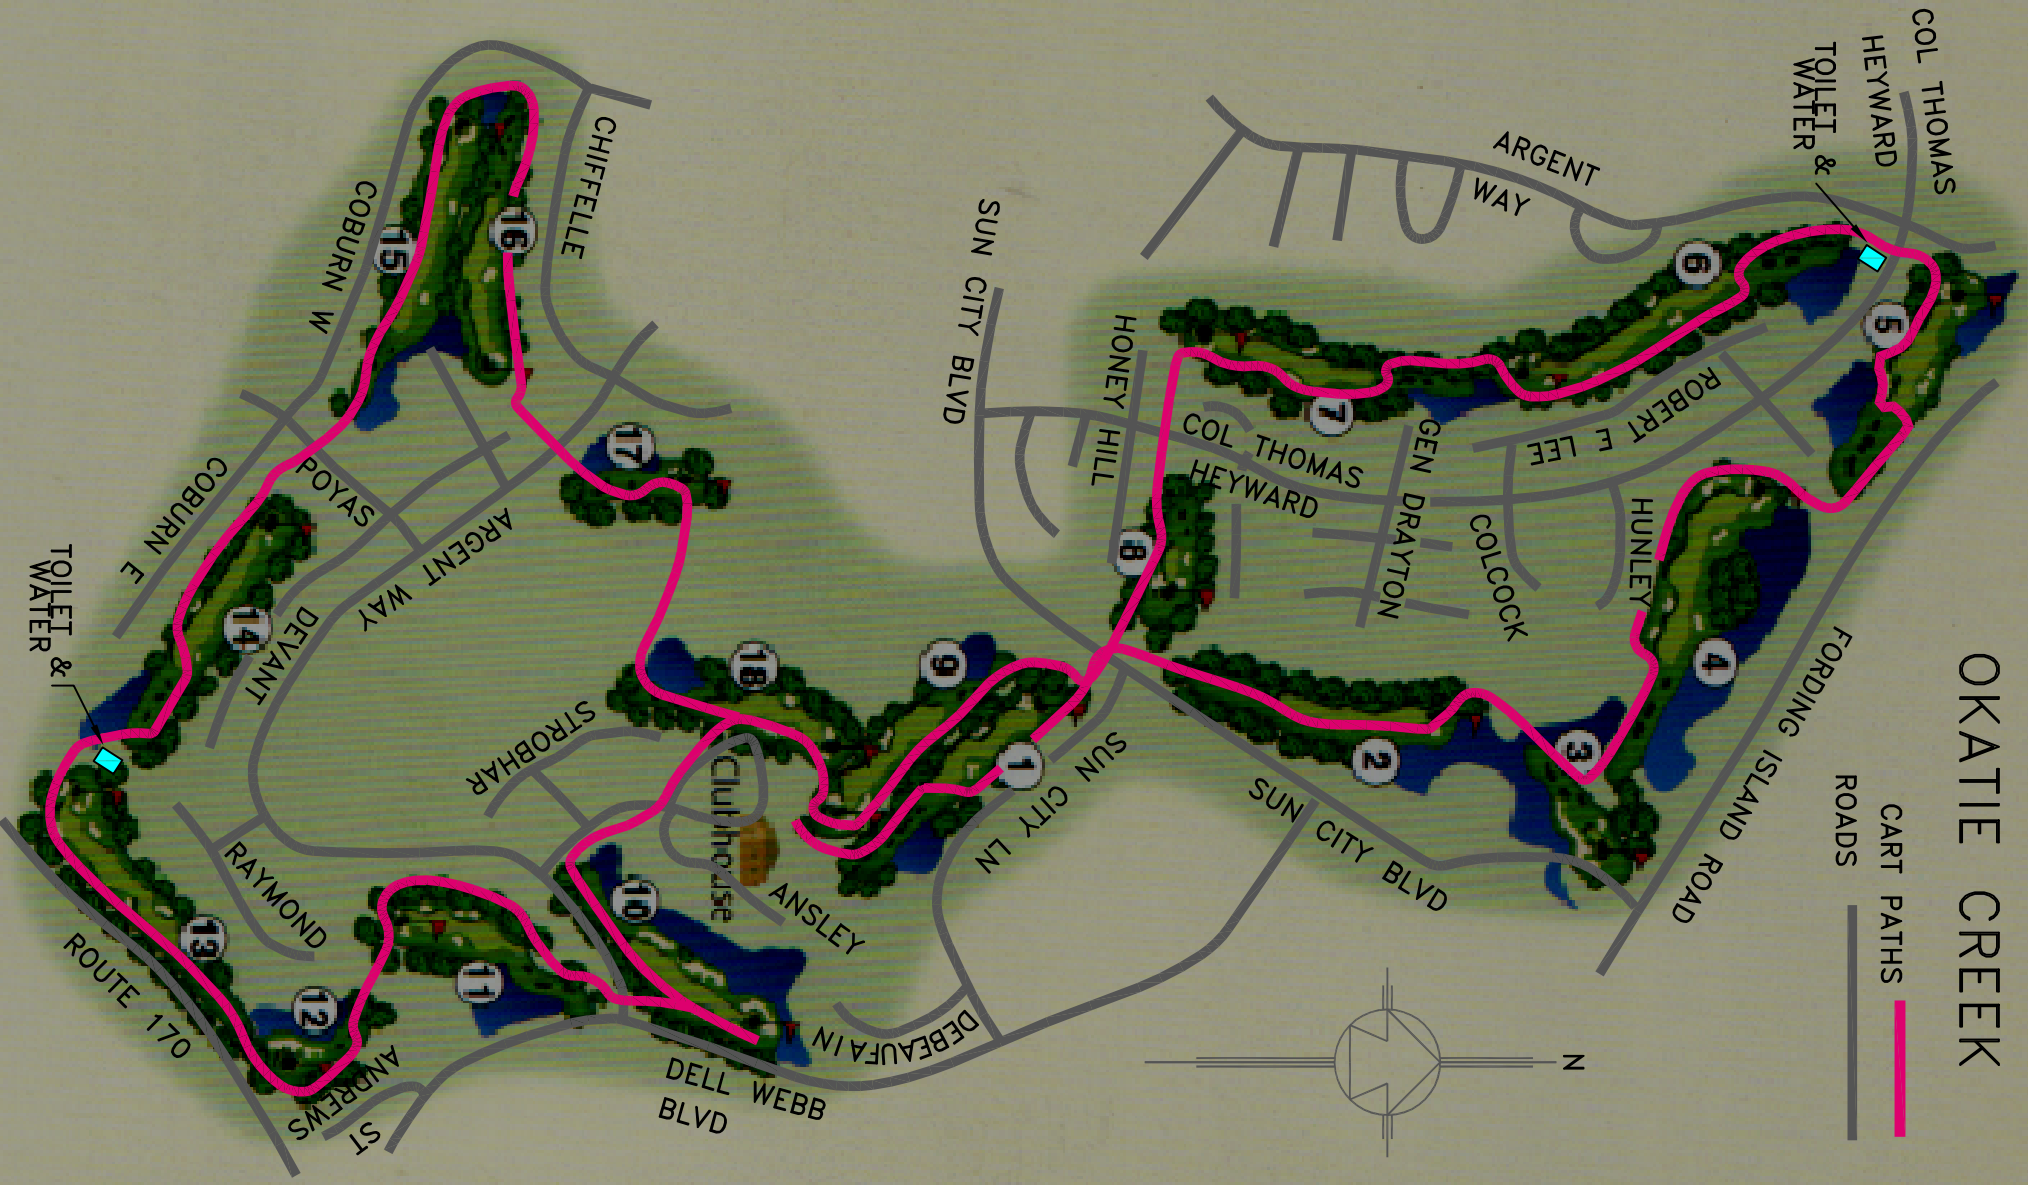 OKATIE CREEK
CART PATHS
ROADS
COL THOMAS
HEYWARD
TOILET &
WATER
ARGENT
WAY
SUN CITY BLVD
HONEY HILL
COL THOMAS
HEYWARD
GEN DRAYTON
ROBERT E LEE
COLCOCK
HUNLEY
FORDING ISLAND ROAD
SUN CITY BLVD
SUN CITY LN
CHIFFELLE
COBURN W
COBURN E
POYAS
ARGENT WAY
DEVANT
TOILET &
WATER
STROBHAR
Clubhouse
ANSLEY
RAYMOND
ROUTE 170
ST ANDREWS
DELL WEBB
BLVD
DEBEAUFAIN
N
1
2
3
4
5
6
7
8
9
10
11
12
13
14
15
16
17
18